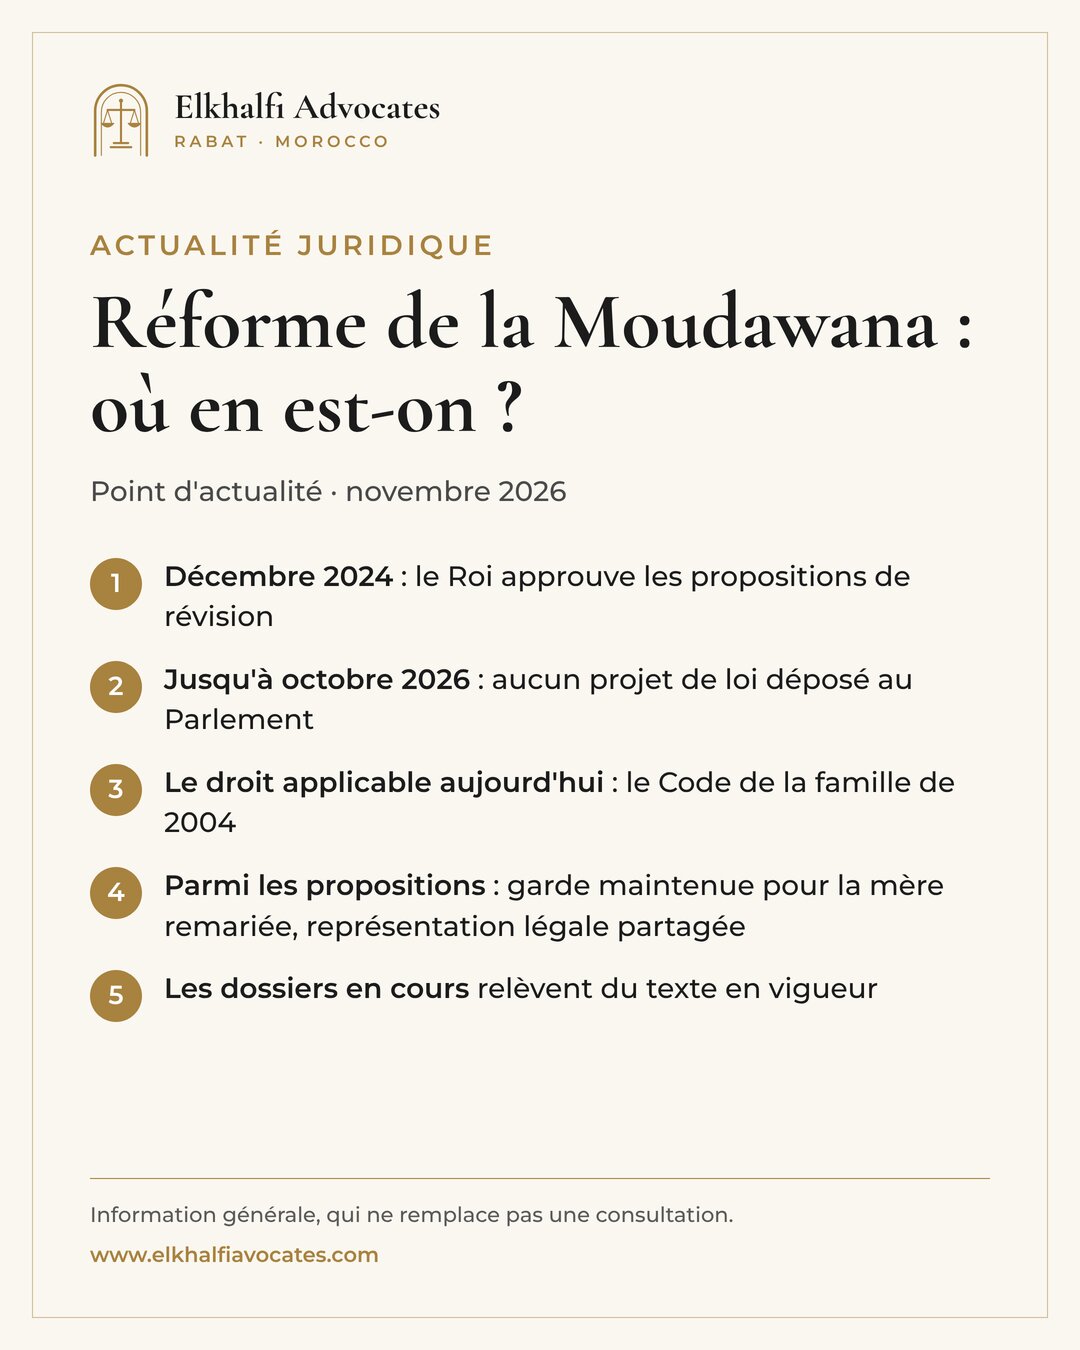 Elkhalfi Advocates
RABAT · MOROCCO
ACTUALITÉ JURIDIQUE
Réforme de la Moudawana :
où en est-on ?
Point d'actualité · novembre 2026
1 Décembre 2024 : le Roi approuve les propositions de
révision
2 Jusqu'à octobre 2026 : aucun projet de loi déposé au
Parlement
3 Le droit applicable aujourd'hui : le Code de la famille de
2004
4 Parmi les propositions : garde maintenue pour la mère
remariée, représentation légale partagée
5 Les dossiers en cours relèvent du texte en vigueur
Information générale, qui ne remplace pas une consultation.
www.elkhalfiavocates.com